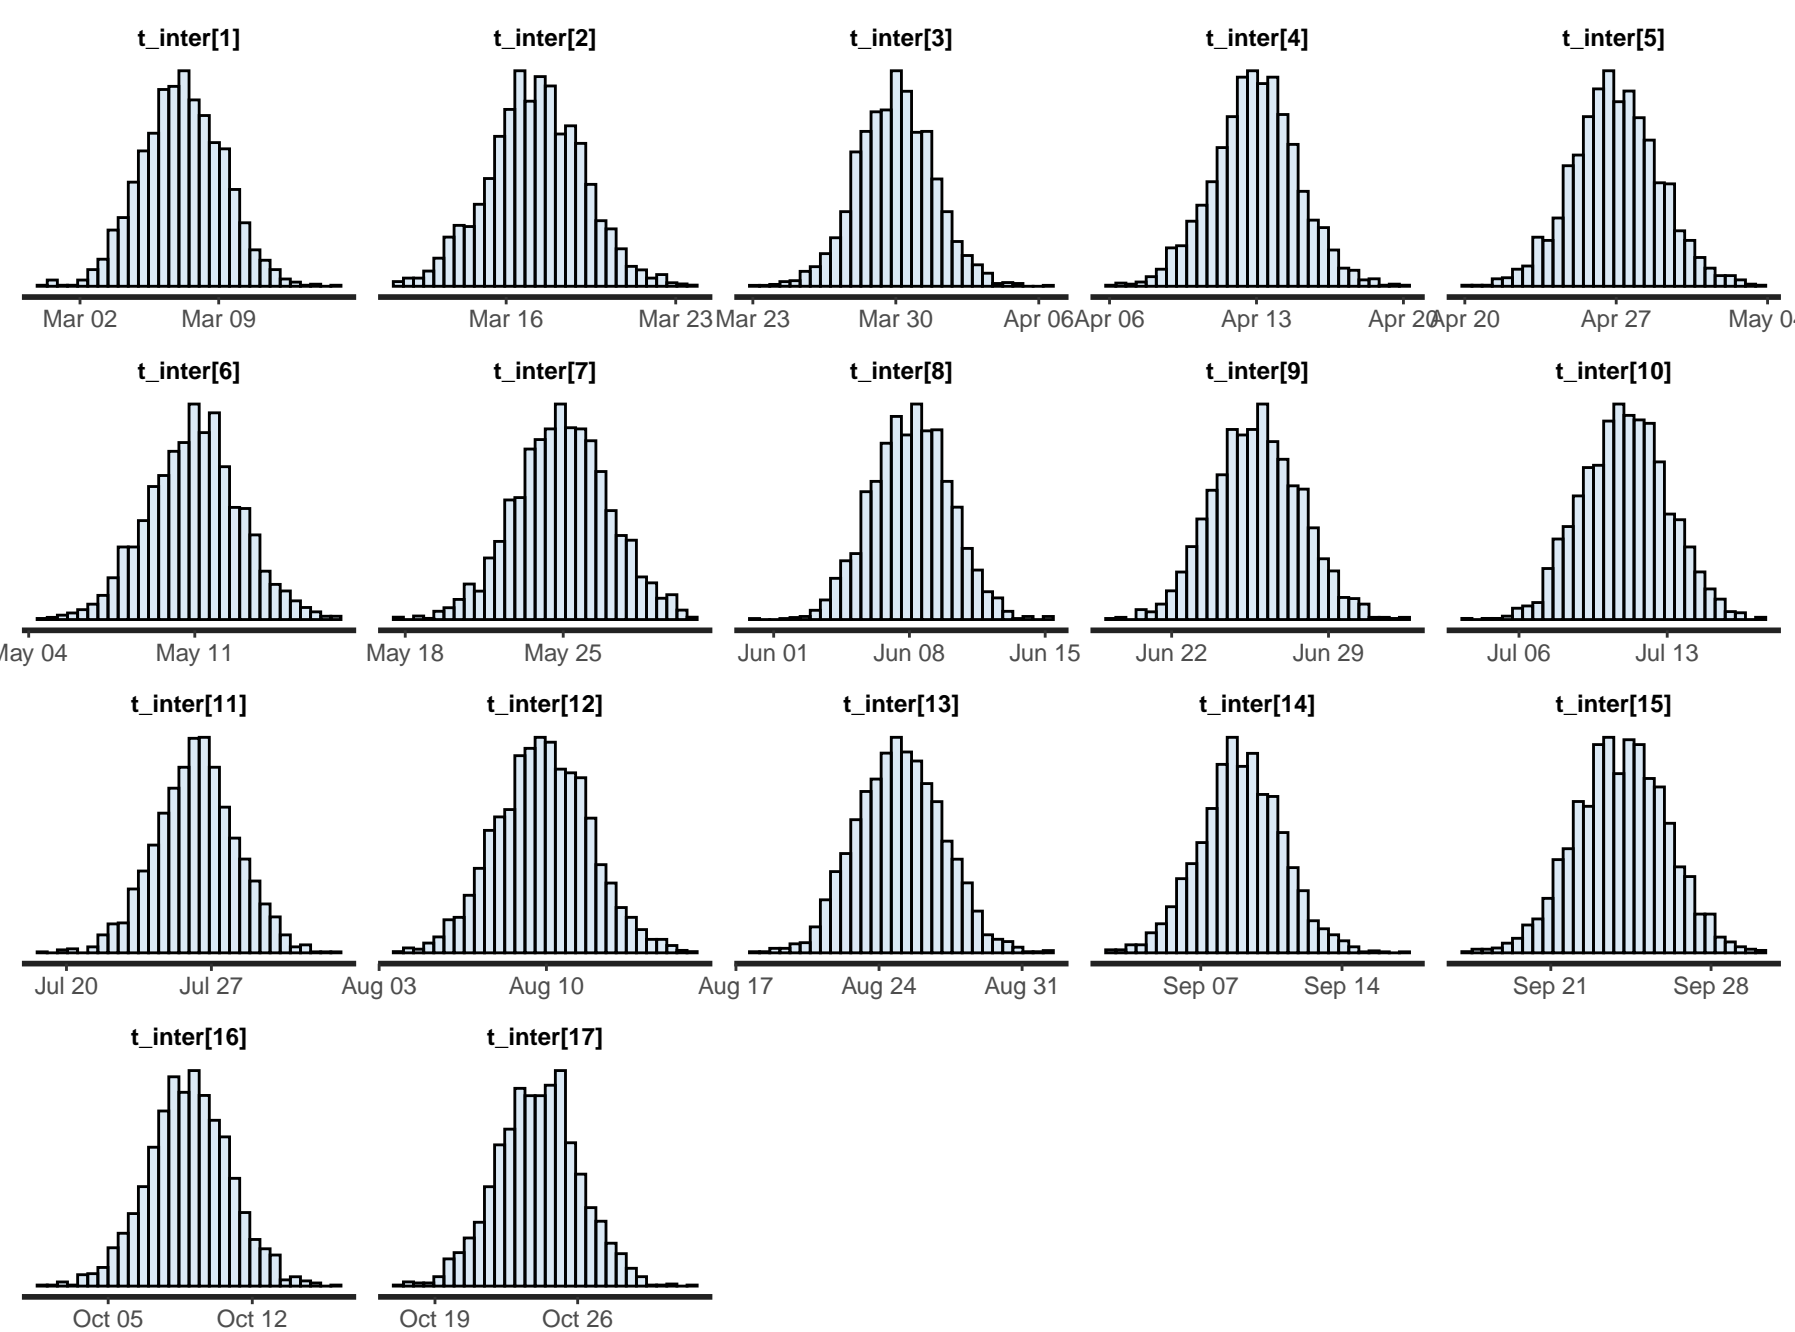 t_inter[1] t_inter[2] t_inter[3] t_inter[4] t_inter[5]
Mar 02 Mar 09 Mar 16 Mar 23 Mar 23 Mar 30 Apr 06 Apr 06 Apr 13 Apr 20 Apr 20 Apr 27 May 04
t_inter[6] t_inter[7] t_inter[8] t_inter[9] t_inter[10]
May 04 May 11 May 18 May 25 Jun 01 Jun 08 Jun 15 Jun 22 Jun 29 Jul 06 Jul 13
t_inter[11] t_inter[12] t_inter[13] t_inter[14] t_inter[15]
Jul 20 Jul 27 Aug 03 Aug 10 Aug 17 Aug 24 Aug 31 Sep 07 Sep 14 Sep 21 Sep 28
t_inter[16] t_inter[17]
Oct 05 Oct 12 Oct 19 Oct 26